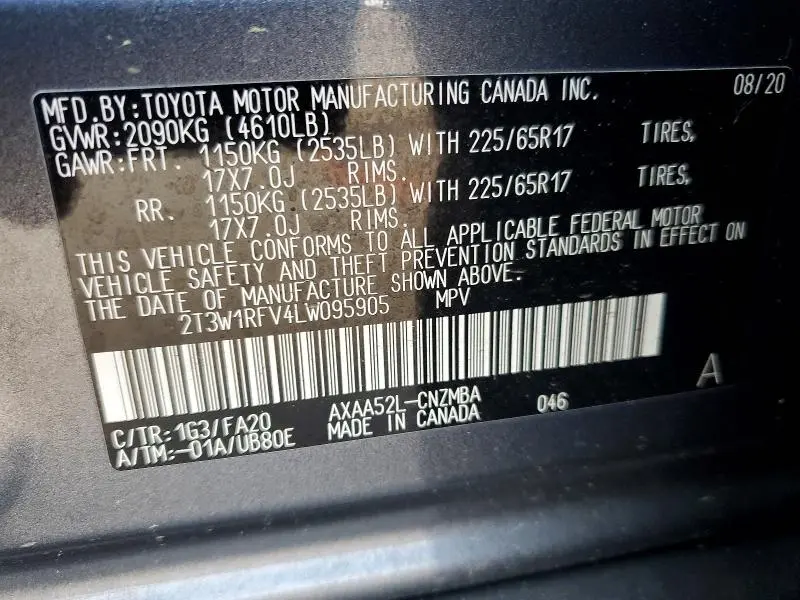 MFD.BY:TOYOTA MOTOR MANUFACTURING CANADA INC. 08/20
GVWR:2090KG (4610LB)
GAWR:FRT. 1150KG (2535LB) WITH 225/65R17 TIRES,
17X7.0J RIMS.
RR. 1150KG (2535LB) WITH 225/65R17 TIRES,
17X7.0J RIMS.
THIS VEHICLE CONFORMS TO ALL APPLICABLE FEDERAL MOTOR
VEHICLE SAFETY AND THEFT PREVENTION STANDARDS IN EFFECT ON
THE DATE OF MANUFACTURE SHOWN ABOVE.
2T3W1RFV4LW095905 MPV
A
C/TR:1G3/FA20 AXAA52L-CNZMBA 046
A/TM:-01A/UB80E MADE IN CANADA